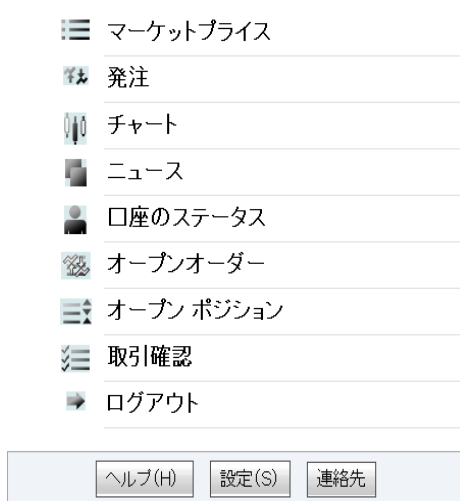 マーケットプライス
発注
チャート
ニュース
口座のステータス
オープンオーダー
オープン ポジション
取引確認
ログアウト
ヘルプ(H) 設定(S) 連絡先